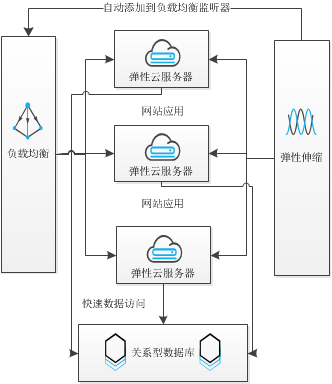 自动添加到负载均衡监听器
弹性云服务器
网站应用
负载均衡
弹性云服务器
弹性伸缩
网站应用
弹性云服务器
快速数据访问
关系型数据库